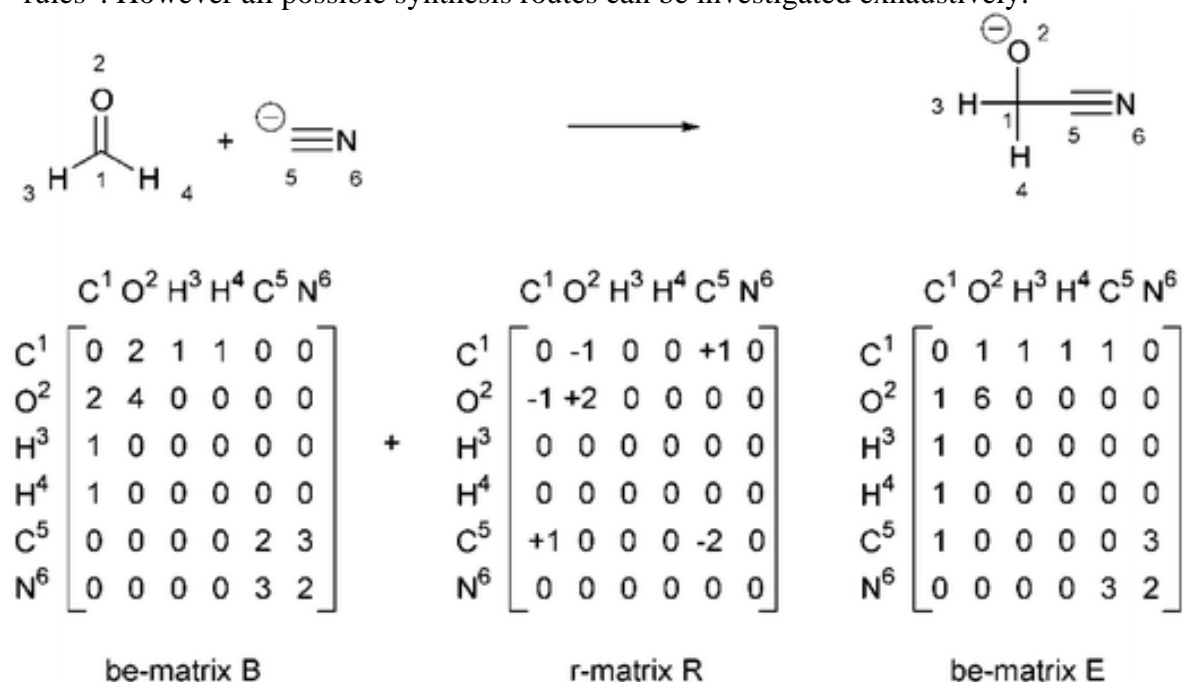 rules". However all possible synthesis routes can be investigated exhaustively.
2
O
3 H 1 H 4
+
⊖ ≡N
5 6
⊖ 2
O
3 H 1 ≡N
5 6
H
4
C¹ O² H³ H⁴ C⁵ N⁶
C¹ 0 2 1 1 0 0
O² 2 4 0 0 0 0
H³ 1 0 0 0 0 0
H⁴ 1 0 0 0 0 0
C⁵ 0 0 0 0 2 3
N⁶ 0 0 0 0 3 2
be-matrix B
+
C¹ O² H³ H⁴ C⁵ N⁶
C¹ 0 -1 0 0 +1 0
O² -1 +2 0 0 0 0
H³ 0 0 0 0 0 0
H⁴ 0 0 0 0 0 0
C⁵ +1 0 0 0 -2 0
N⁶ 0 0 0 0 0 0
r-matrix R
C¹ O² H³ H⁴ C⁵ N⁶
C¹ 0 1 1 1 1 0
O² 1 6 0 0 0 0
H³ 1 0 0 0 0 0
H⁴ 1 0 0 0 0 0
C⁵ 1 0 0 0 0 3
N⁶ 0 0 0 0 3 2
be-matrix E